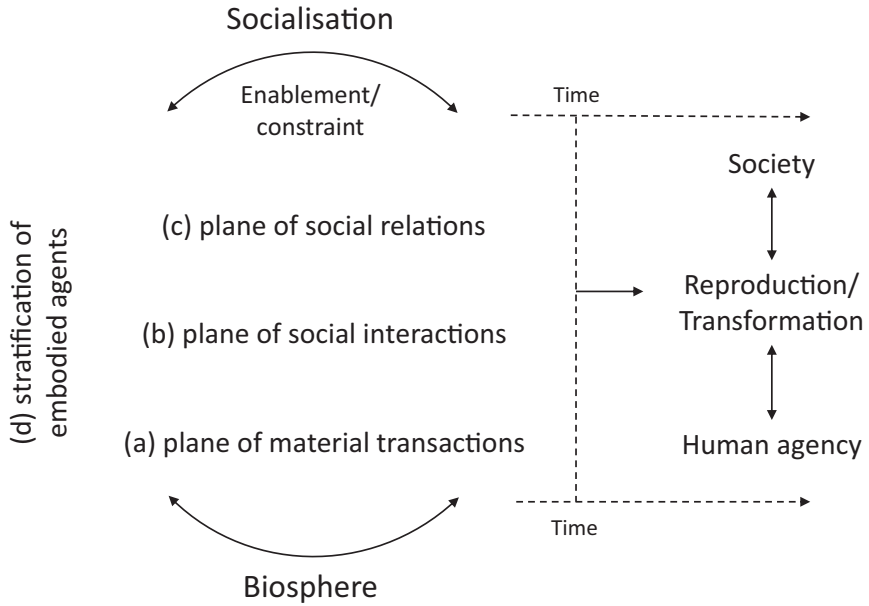 Socialisation
Enablement/
constraint
Time
Society
(c) plane of social relations
(d) stratification of
embodied agents
Reproduction/
Transformation
(b) plane of social interactions
(a) plane of material transactions
Human agency
Time
Biosphere